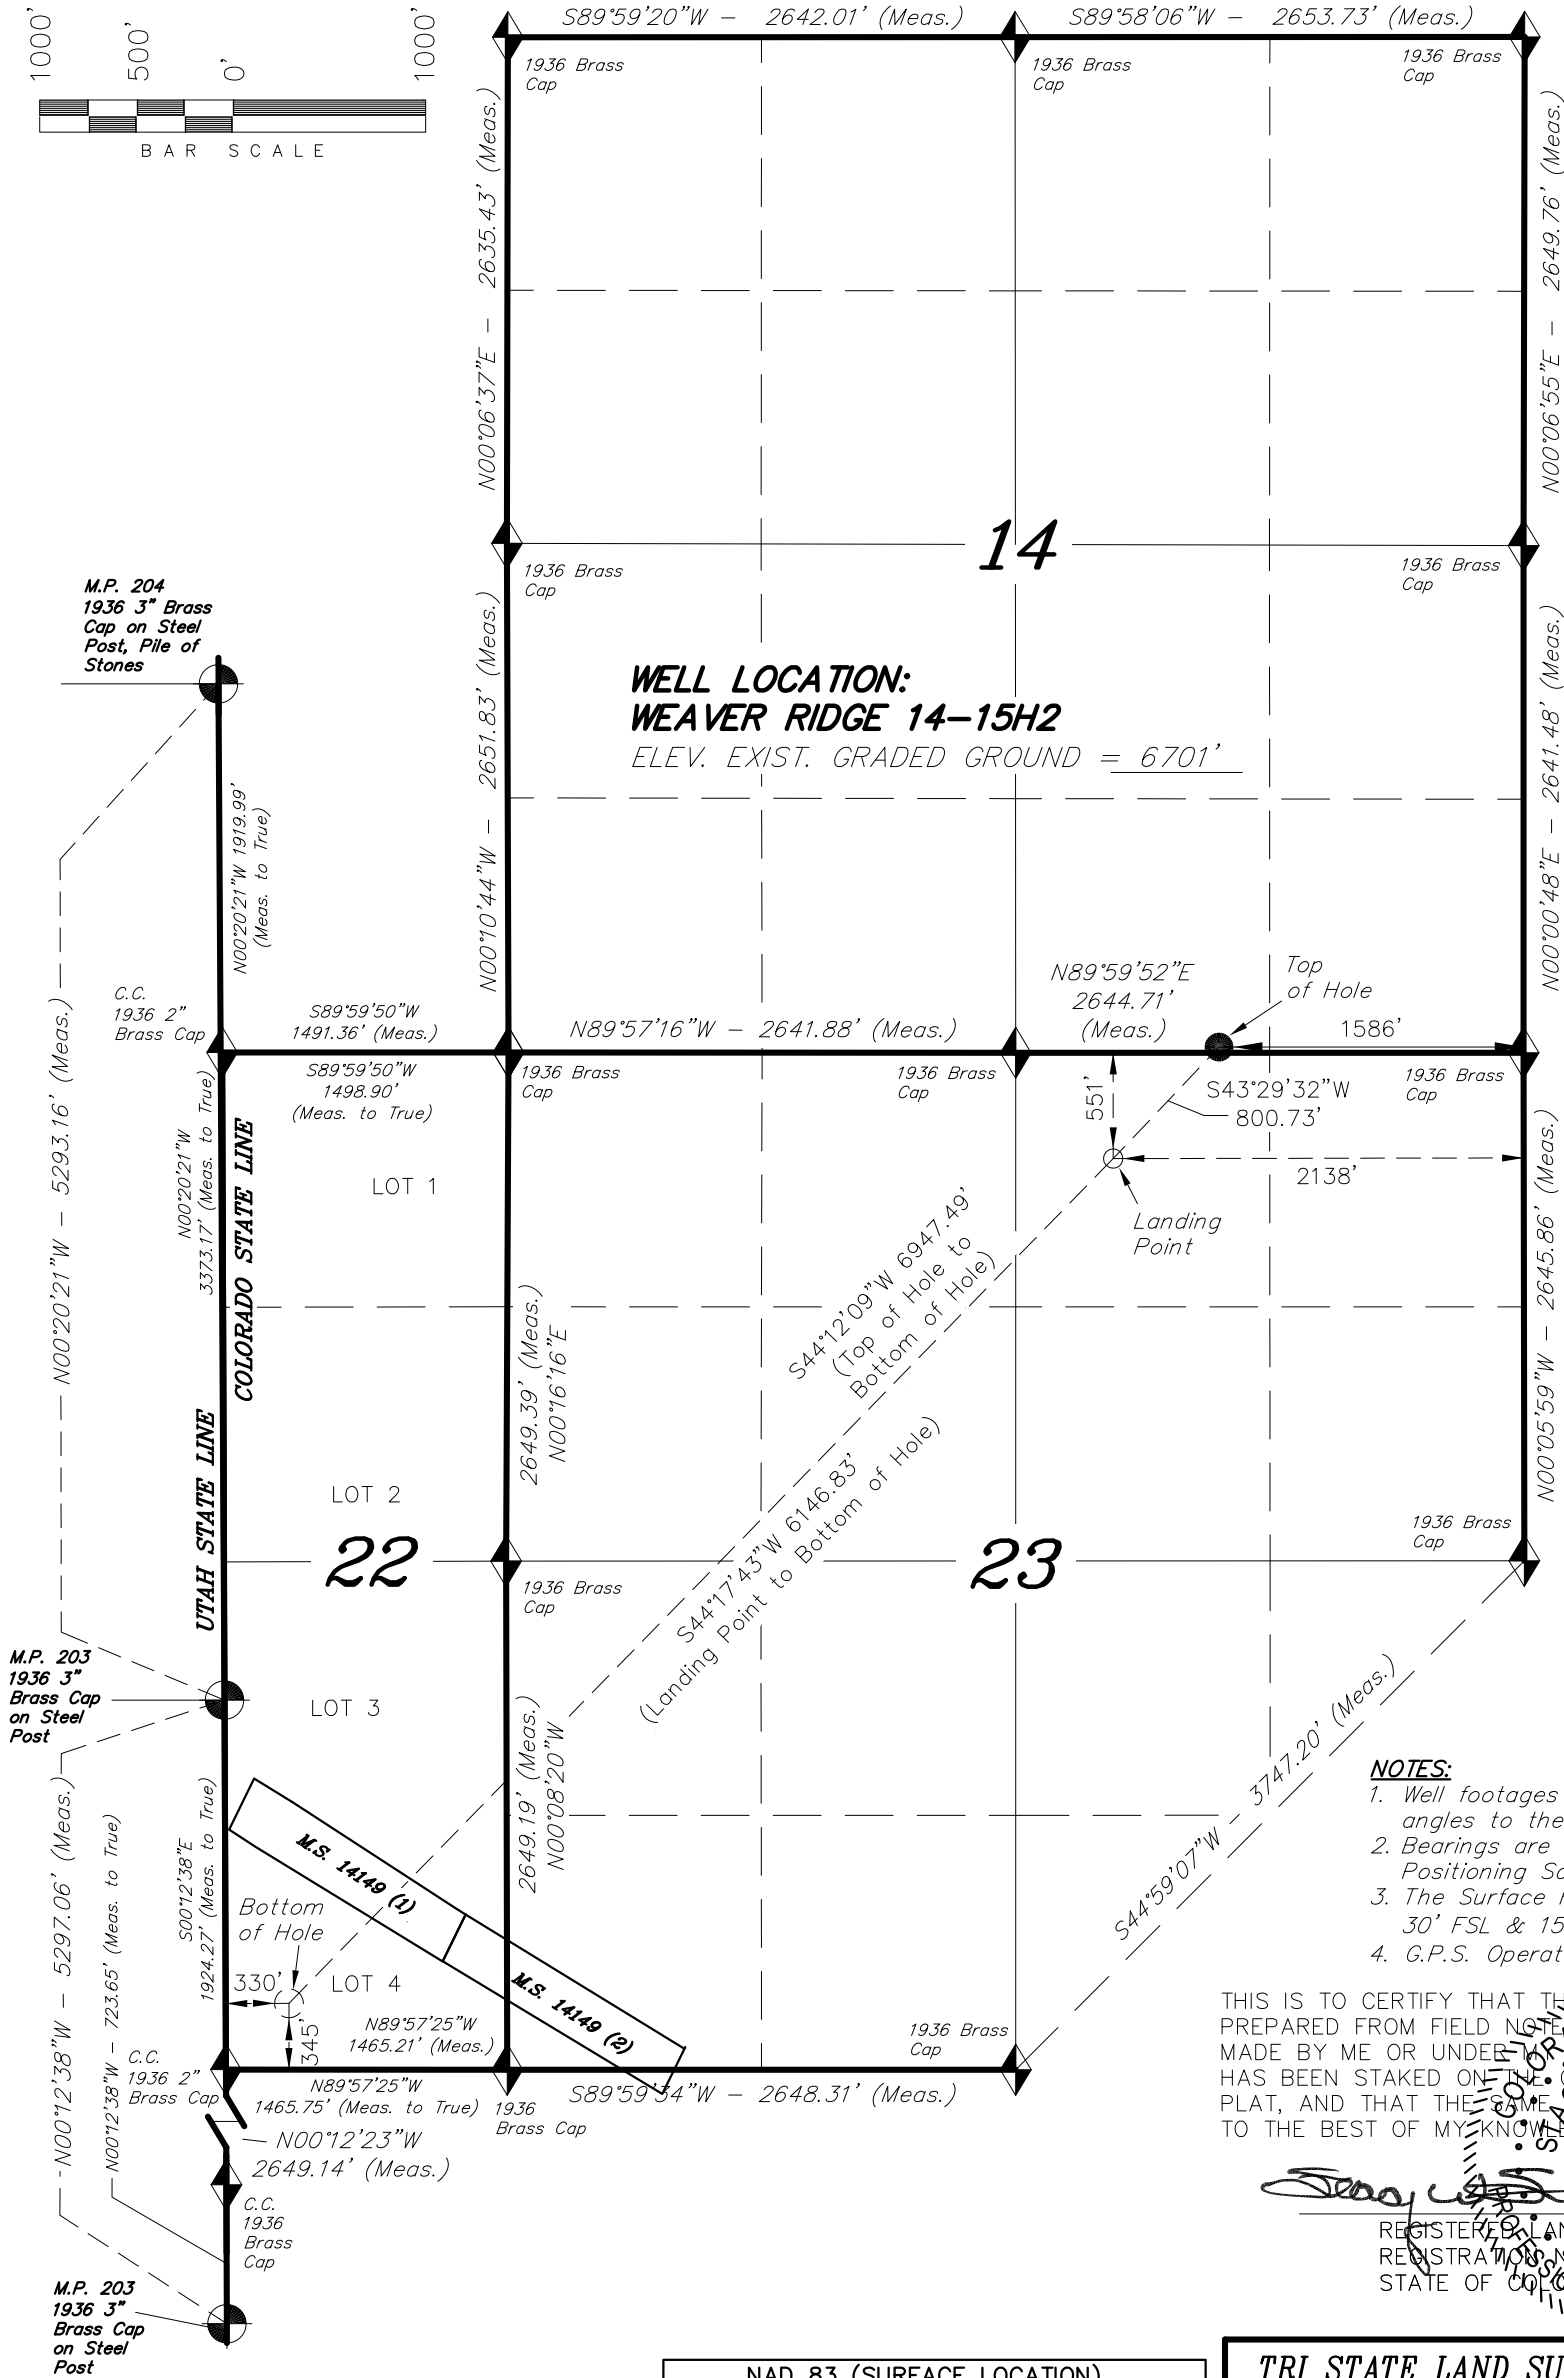 1000'
500'
0'
1000'
BAR SCALE
S89°59'20"W - 2642.01' (Meas.)
S89°58'06"W - 2653.73' (Meas.)
1936 Brass
Cap
1936 Brass
Cap
1936 Brass
Cap
N00°06'37"E - 2635.43' (Meas.)
N00°06'55"E - 2649.76' (Meas.)
14
1936 Brass
Cap
1936 Brass
Cap
M.P. 204
1936 3" Brass
Cap on Steel
Post, Pile of
Stones
WELL LOCATION:
WEAVER RIDGE 14-15H2
ELEV. EXIST. GRADED GROUND = 6701'
N00°10'44"W - 2651.83' (Meas.)
N00°00'48"E - 2641.48' (Meas.)
N00°20'21"W 1919.99'
(Meas. to True)
N00°20'21"W - 5293.16' (Meas.)
C.C.
1936 2"
Brass Cap
S89°59'50"W
1491.36' (Meas.)
N89°57'16"W - 2641.88' (Meas.)
N89°59'52"E
2644.71'
(Meas.)
Top
of Hole
1586'
S89°59'50"W
1498.90'
(Meas. to True)
1936 Brass
Cap
1936 Brass
Cap
1936 Brass
Cap
551'
S43°29'32"W
800.73'
2138'
Landing
Point
N00°20'21"W
3373.17' (Meas. to True)
COLORADO STATE LINE
UTAH STATE LINE
LOT 1
S44°12'09"W 6947.49'
(Top of Hole to
Bottom of Hole)
2649.39' (Meas.)
N00°16'16"E
N00°05'59"W - 2645.86' (Meas.)
S44°17'43"W 6146.83'
(Landing Point to Bottom of Hole)
LOT 2
22
23
1936 Brass
Cap
1936 Brass
Cap
M.P. 203
1936 3"
Brass Cap
on Steel
Post
LOT 3
2649.19' (Meas.)
N00°08'20"W
S44°59'07"W - 3747.20' (Meas.)
M.S. 14149 (1)
M.S. 14149 (2)
S00°12'38"E
1924.27' (Meas. to True)
N00°12'38"W - 5297.06' (Meas.)
N00°12'38"W - 723.65' (Meas. to True)
Bottom
of Hole
330'
LOT 4
345'
N89°57'25"W
1465.21' (Meas.)
1936 Brass
Cap
C.C.
1936 2"
Brass Cap
N89°57'25"W
1465.75' (Meas. to True)
1936
Brass Cap
S89°59'34"W - 2648.31' (Meas.)
N00°12'23"W
2649.14' (Meas.)
C.C.
1936
Brass
Cap
M.P. 203
1936 3"
Brass Cap
on Steel
Post
NOTES:
1. Well footages
angles to the
2. Bearings are
Positioning
3. The Surface
30' FSL & 15
4. G.P.S. Operat
THIS IS TO CERTIFY THAT TH
PREPARED FROM FIELD NOTE
MADE BY ME OR UNDER
HAS BEEN STAKED ON THE
PLAT, AND THAT THE SAME
TO THE BEST OF MY KNOWLE
REGISTERED LAN
REGISTRATION N
STATE OF COLO
NAD 83 (SURFACE LOCATION)
TRI STATE LAND SU